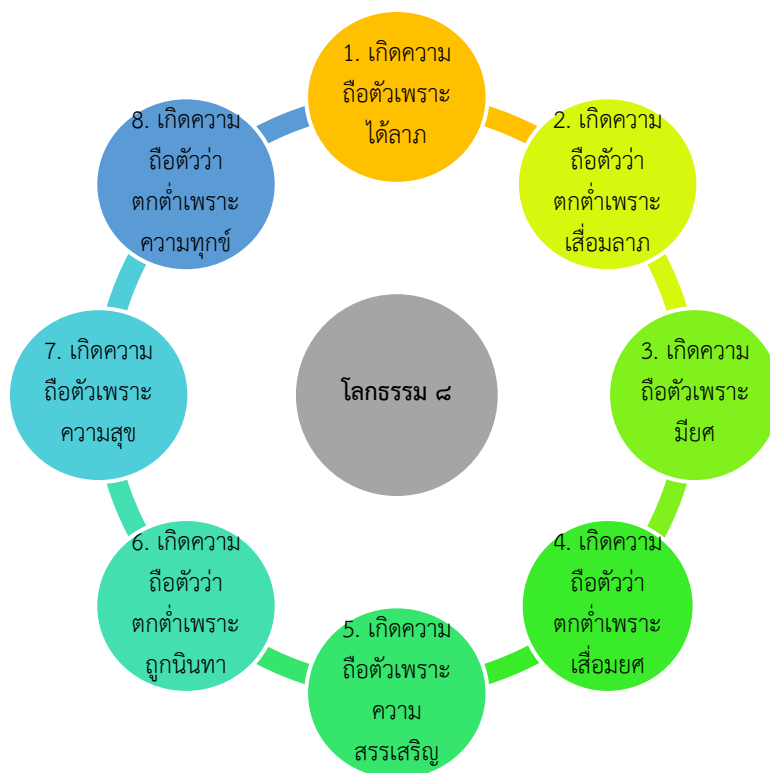 1. เกิดความ
ถือตัวเพราะ
ได้ลาภ
2. เกิดความ
ถือตัวว่า
ตกต่ำเพราะ
เสื่อมลาภ
3. เกิดความ
ถือตัวเพราะ
มียศ
4. เกิดความ
ถือตัวว่า
ตกต่ำเพราะ
เสื่อมยศ
5. เกิดความ
ถือตัวเพราะ
ความ
สรรเสริญ
6. เกิดความ
ถือตัวว่า
ตกต่ำเพราะ
ถูกนินทา
7. เกิดความ
ถือตัวเพราะ
ความสุข
8. เกิดความ
ถือตัวว่า
ตกต่ำเพราะ
ความทุกข์
โลกธรรม ๘